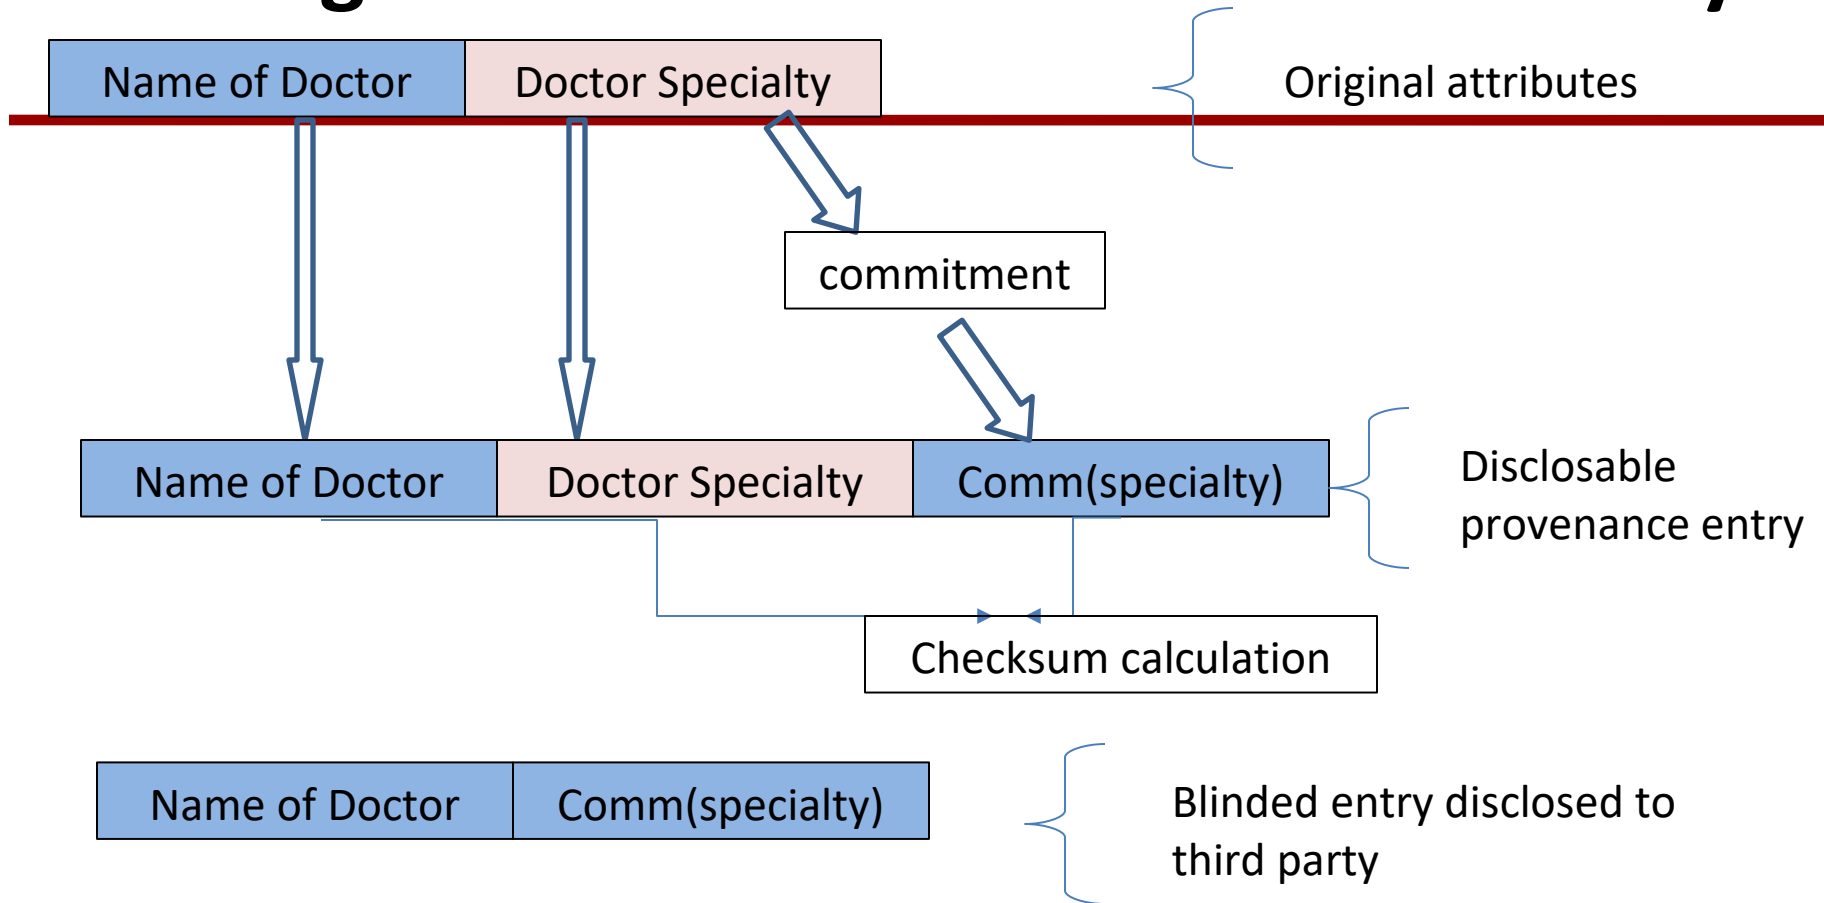 Name of Doctor Doctor Specialty Original attributes
commitment
Name of Doctor Doctor Specialty Comm(specialty) Disclosable
provenance entry
Checksum calculation
Name of Doctor Comm(specialty) Blinded entry disclosed to
third party